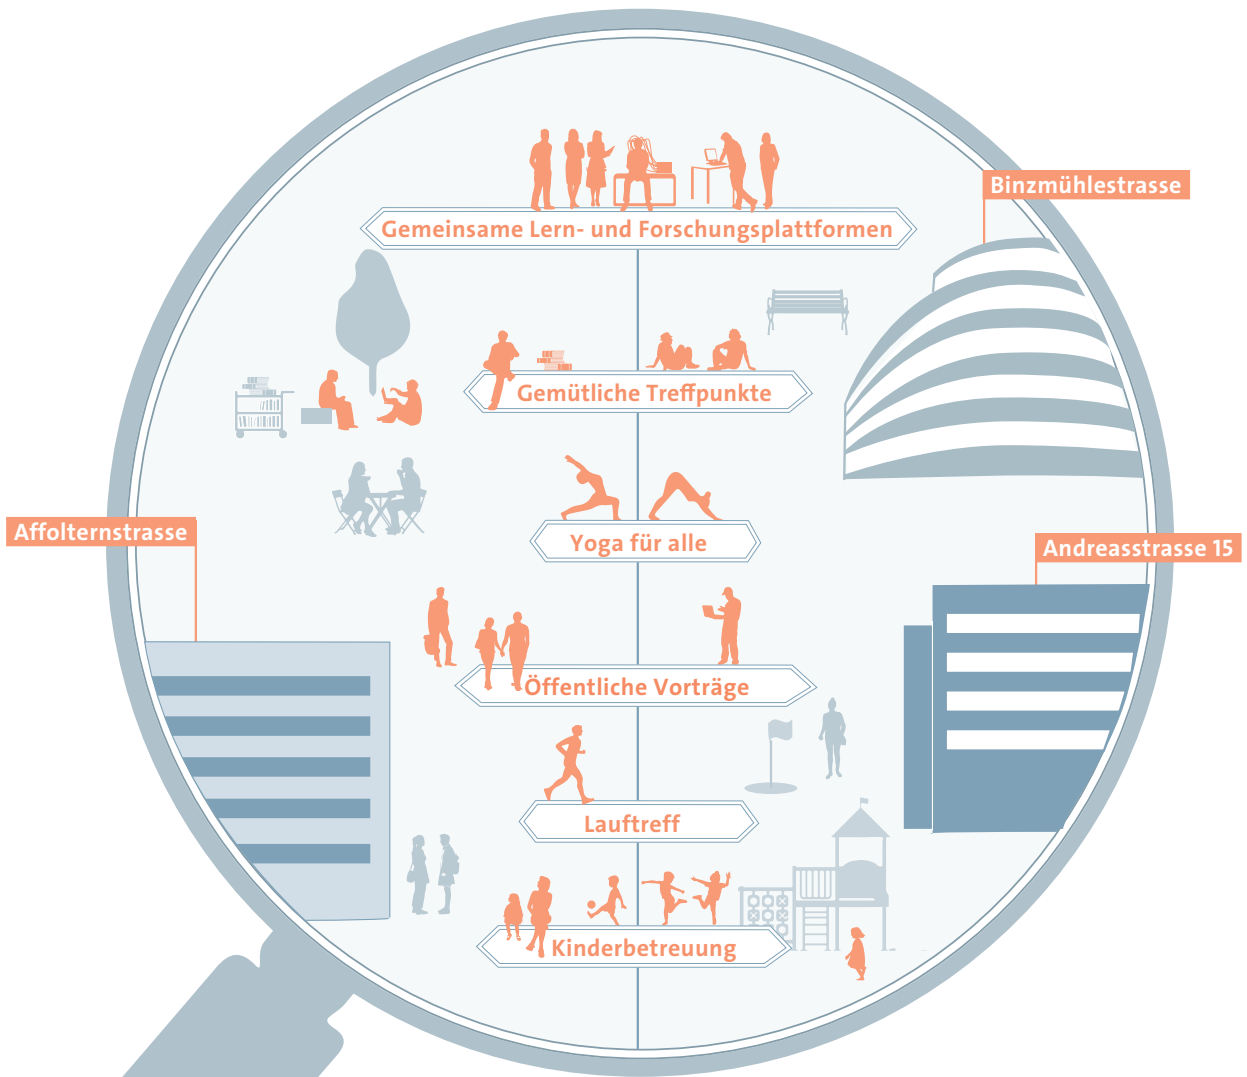 Binzmühlestrasse
Gemeinsame Lern- und Forschungsplattformen
Gemütliche Treffpunkte
Affolternstrasse
Yoga für alle
Andreasstrasse 15
Öffentliche Vorträge
Lauftreff
Kinderbetreuung